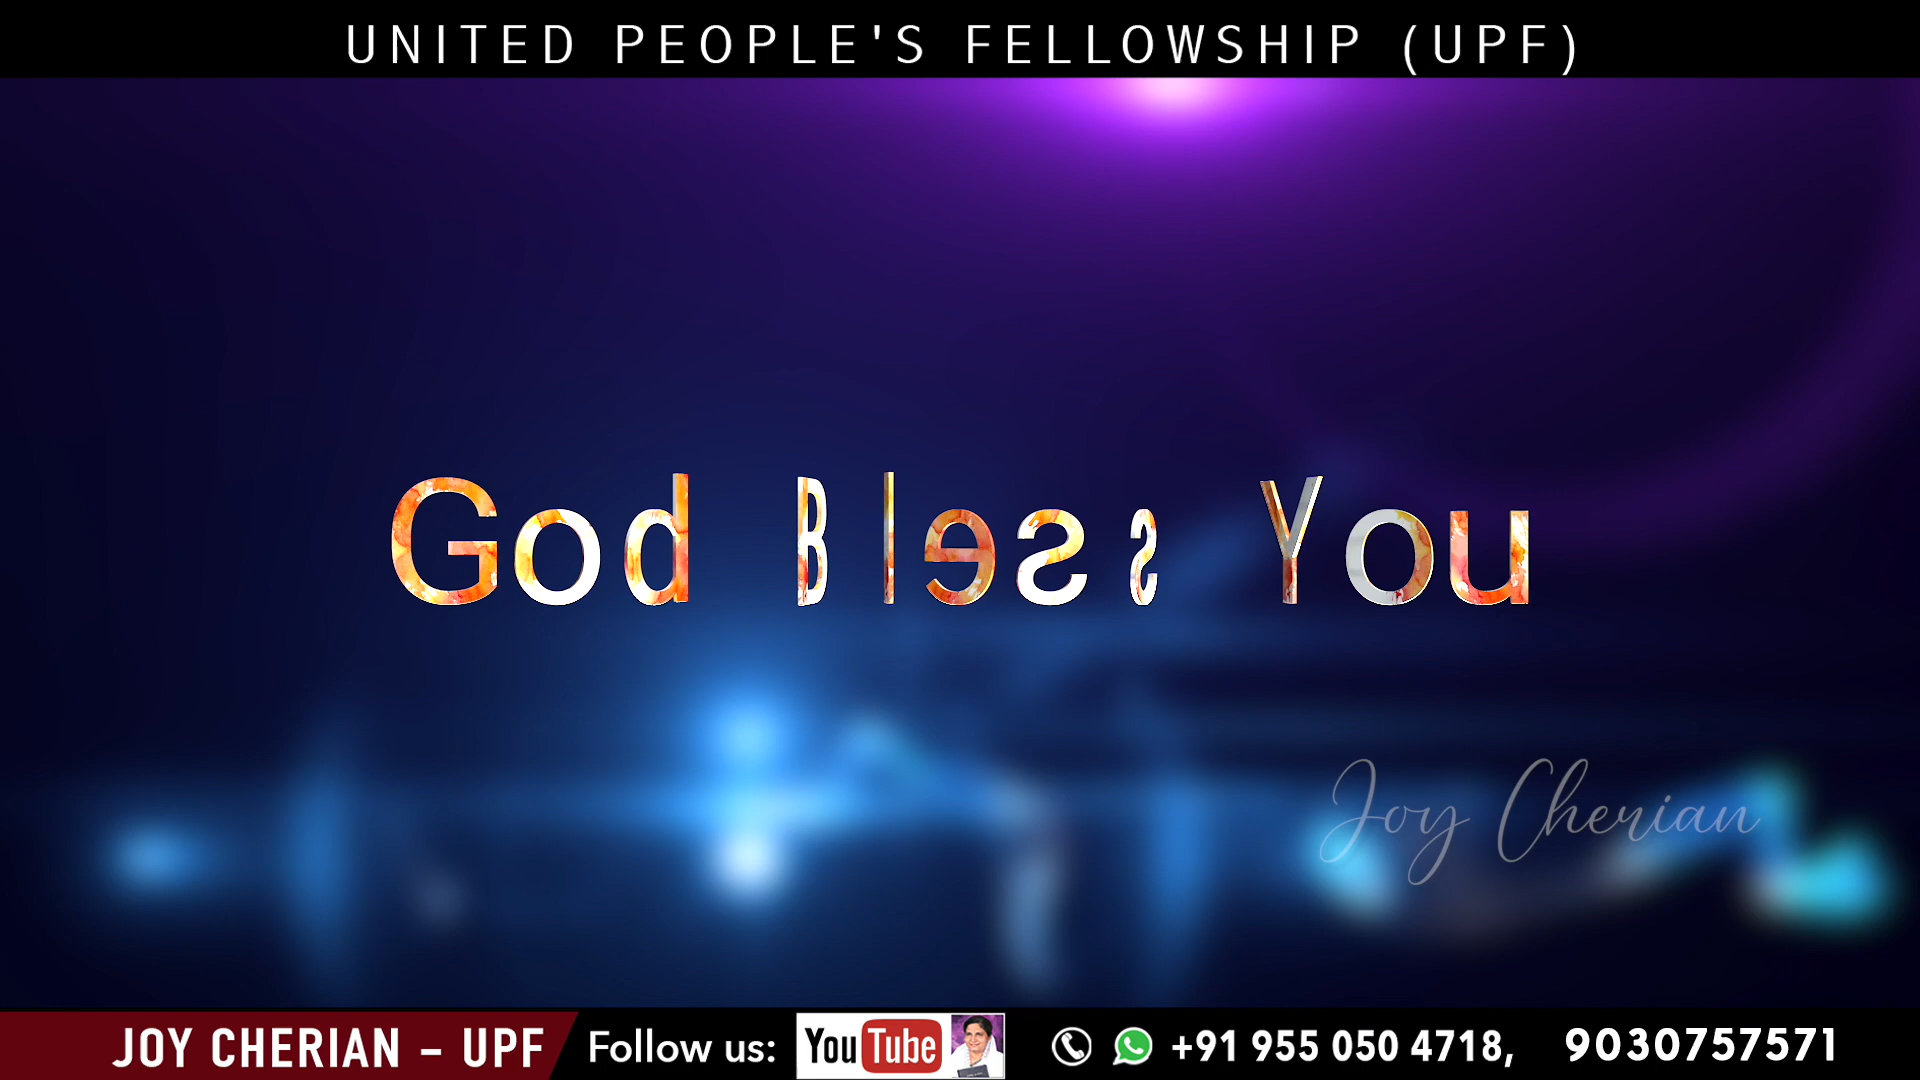 UNITED PEOPLE'S FELLOWSHIP (UPF)
God Bless You
Joy Cherian
JOY CHERIAN – UPF Follow us: YouTube +91 955 050 4718, 9030757571